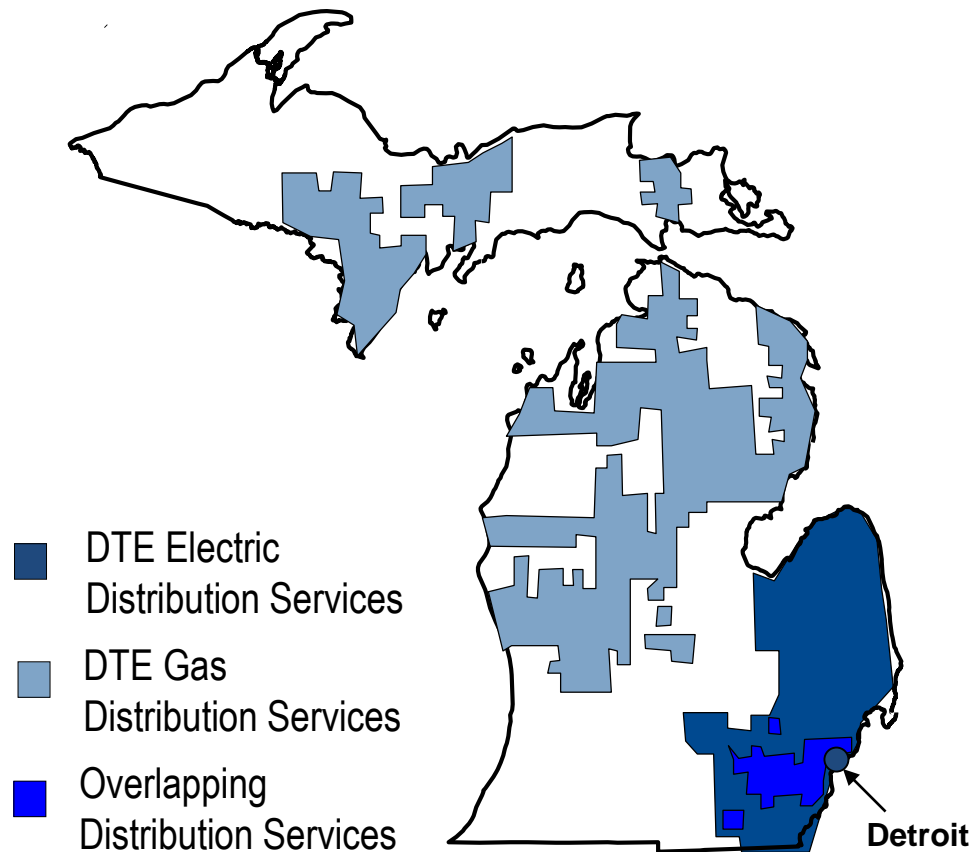 DTE Electric
Distribution Services
DTE Gas
Distribution Services
Overlapping
Distribution Services
Detroit